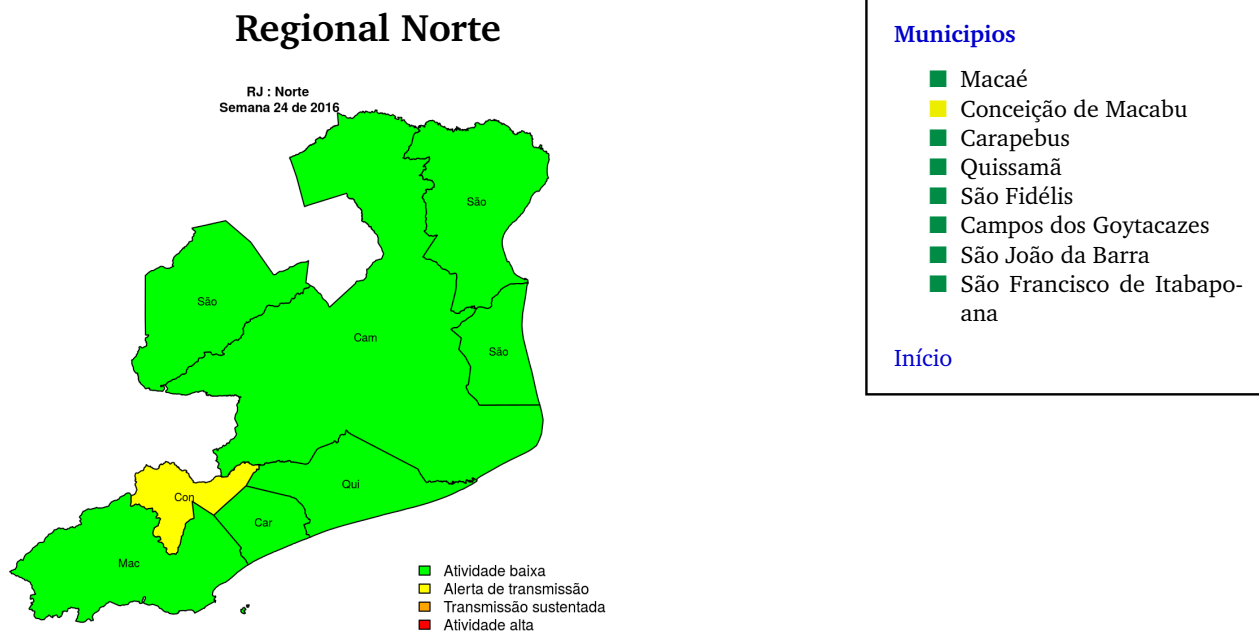 Regional Norte
RJ : Norte
Semana 24 de 2016
São
São
Cam
São
Con
Qui
Car
Mac
Atividade baixa
Alerta de transmissão
Transmissão sustentada
Atividade alta
Municipios
Macaé
Conceição de Macabu
Carapebus
Quissamã
São Fidélis
Campos dos Goytacazes
São João da Barra
São Francisco de Itabapo-
ana
Início